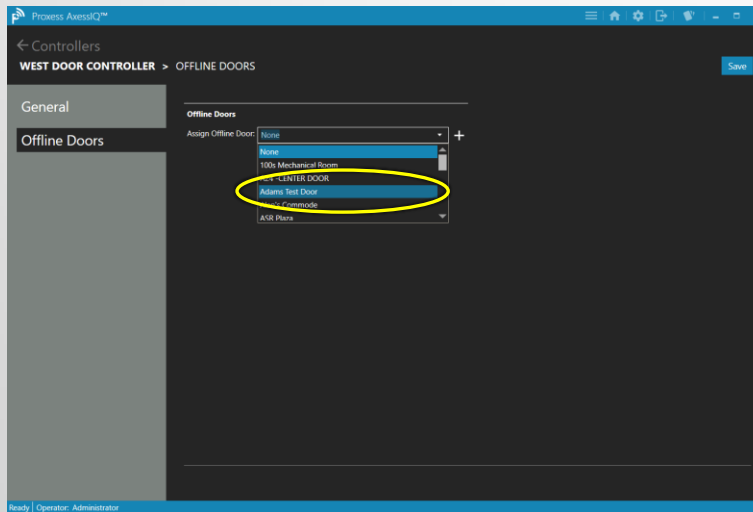 Proxess AxessIQ™
Controllers
WEST DOOR CONTROLLER > OFFLINE DOORS
Save
General
Offline Doors
Offline Doors
Assign Offline Door: None
None
100s Mechanical Room
CENTER DOOR
Adams Test Door
Commode
ASR Plaza
Ready Operator: Administrator